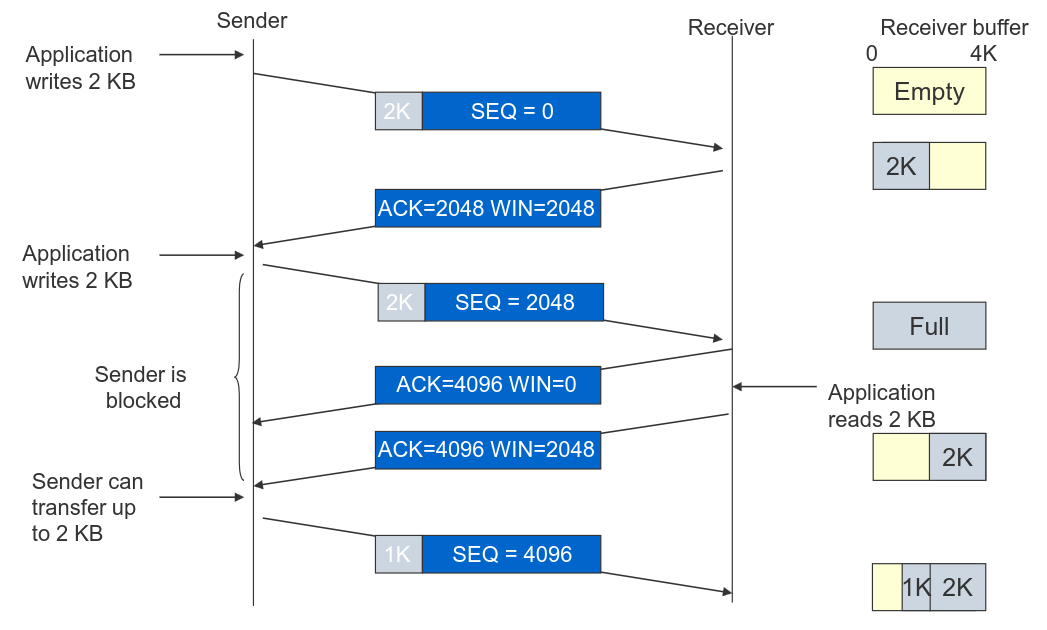 Sender
Receiver
Receiver buffer
0
4K
Application
writes 2 KB
2K
SEQ = 0
Empty
2K
ACK=2048 WIN=2048
Application
writes 2 KB
2K
SEQ = 2048
Full
Sender is
blocked
ACK=4096 WIN=0
Application
reads 2 KB
ACK=4096 WIN=2048
2K
Sender can
transfer up
to 2 KB
1K
SEQ = 4096
1K
2K